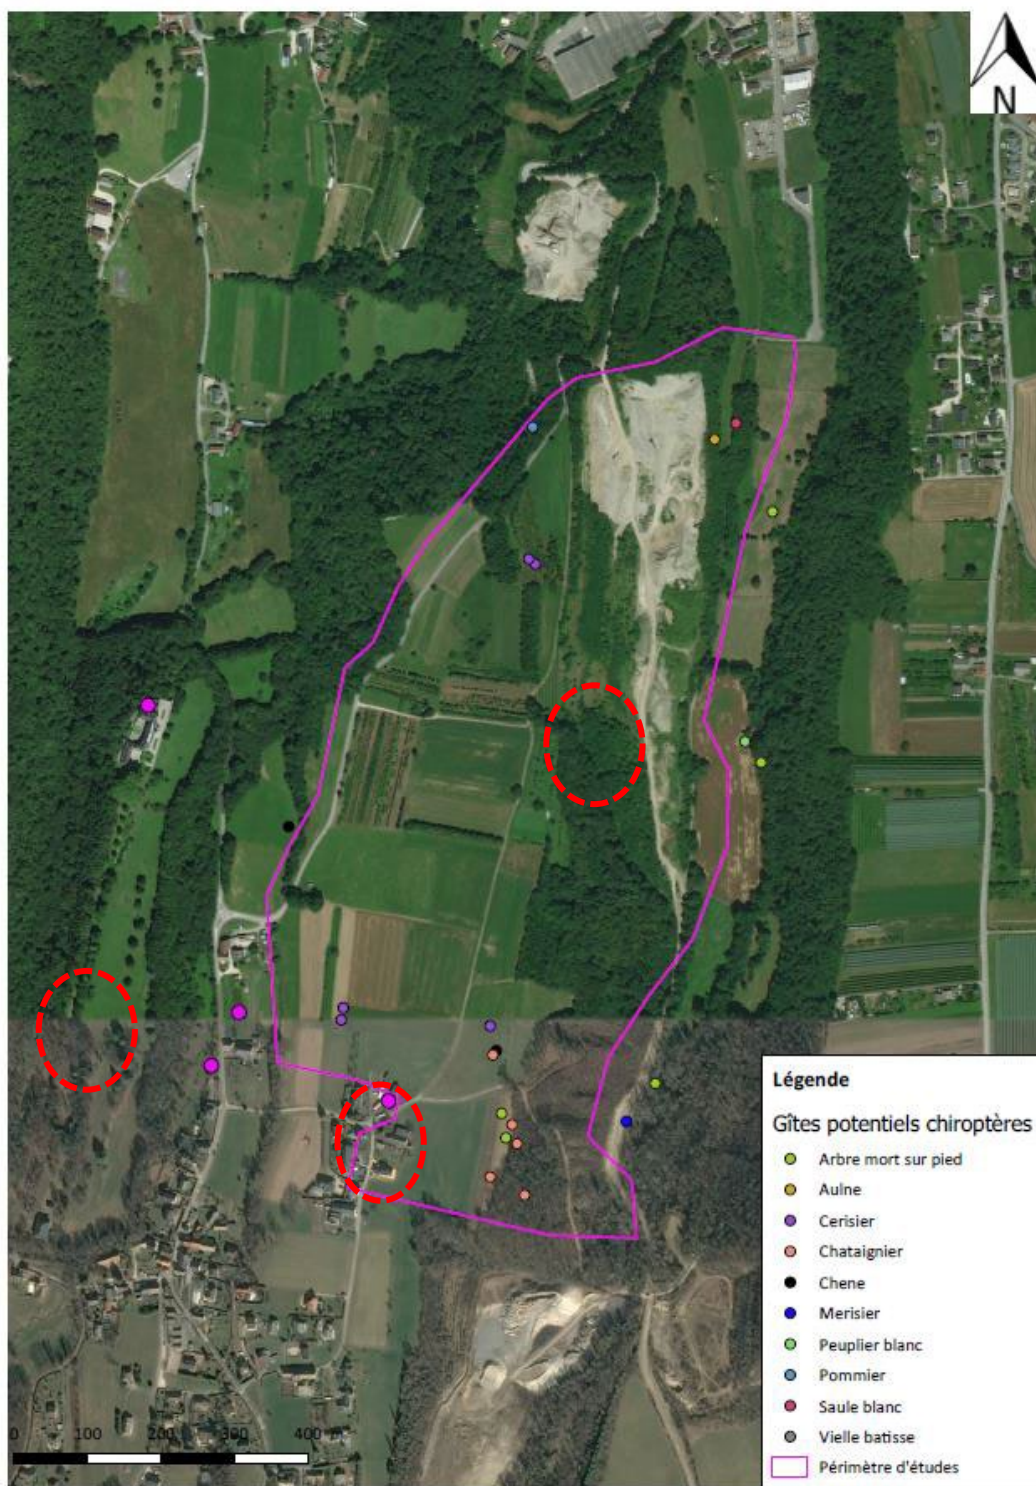 N
Légende
Gîtes potentiels chiroptères
Arbre mort sur pied
Aulne
Cerisier
Chataignier
Chene
Merisier
Peuplier blanc
Pommier
Saule blanc
Vielle batisse
Périmètre d'études
0 100 200 300 400 m